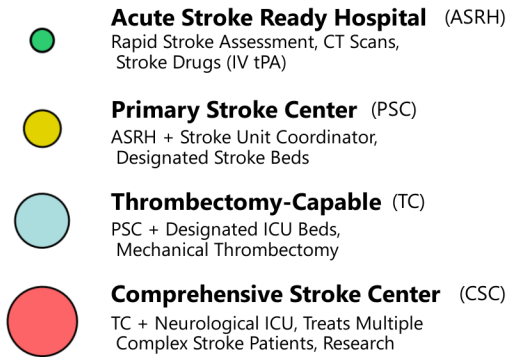 Acute Stroke Ready Hospital (ASRH)
Rapid Stroke Assessment, CT Scans,
Stroke Drugs (IV tPA)
Primary Stroke Center (PSC)
ASRH + Stroke Unit Coordinator,
Designated Stroke Beds
Thrombectomy-Capable (TC)
PSC + Designated ICU Beds,
Mechanical Thrombectomy
Comprehensive Stroke Center (CSC)
TC + Neurological ICU, Treats Multiple
Complex Stroke Patients, Research